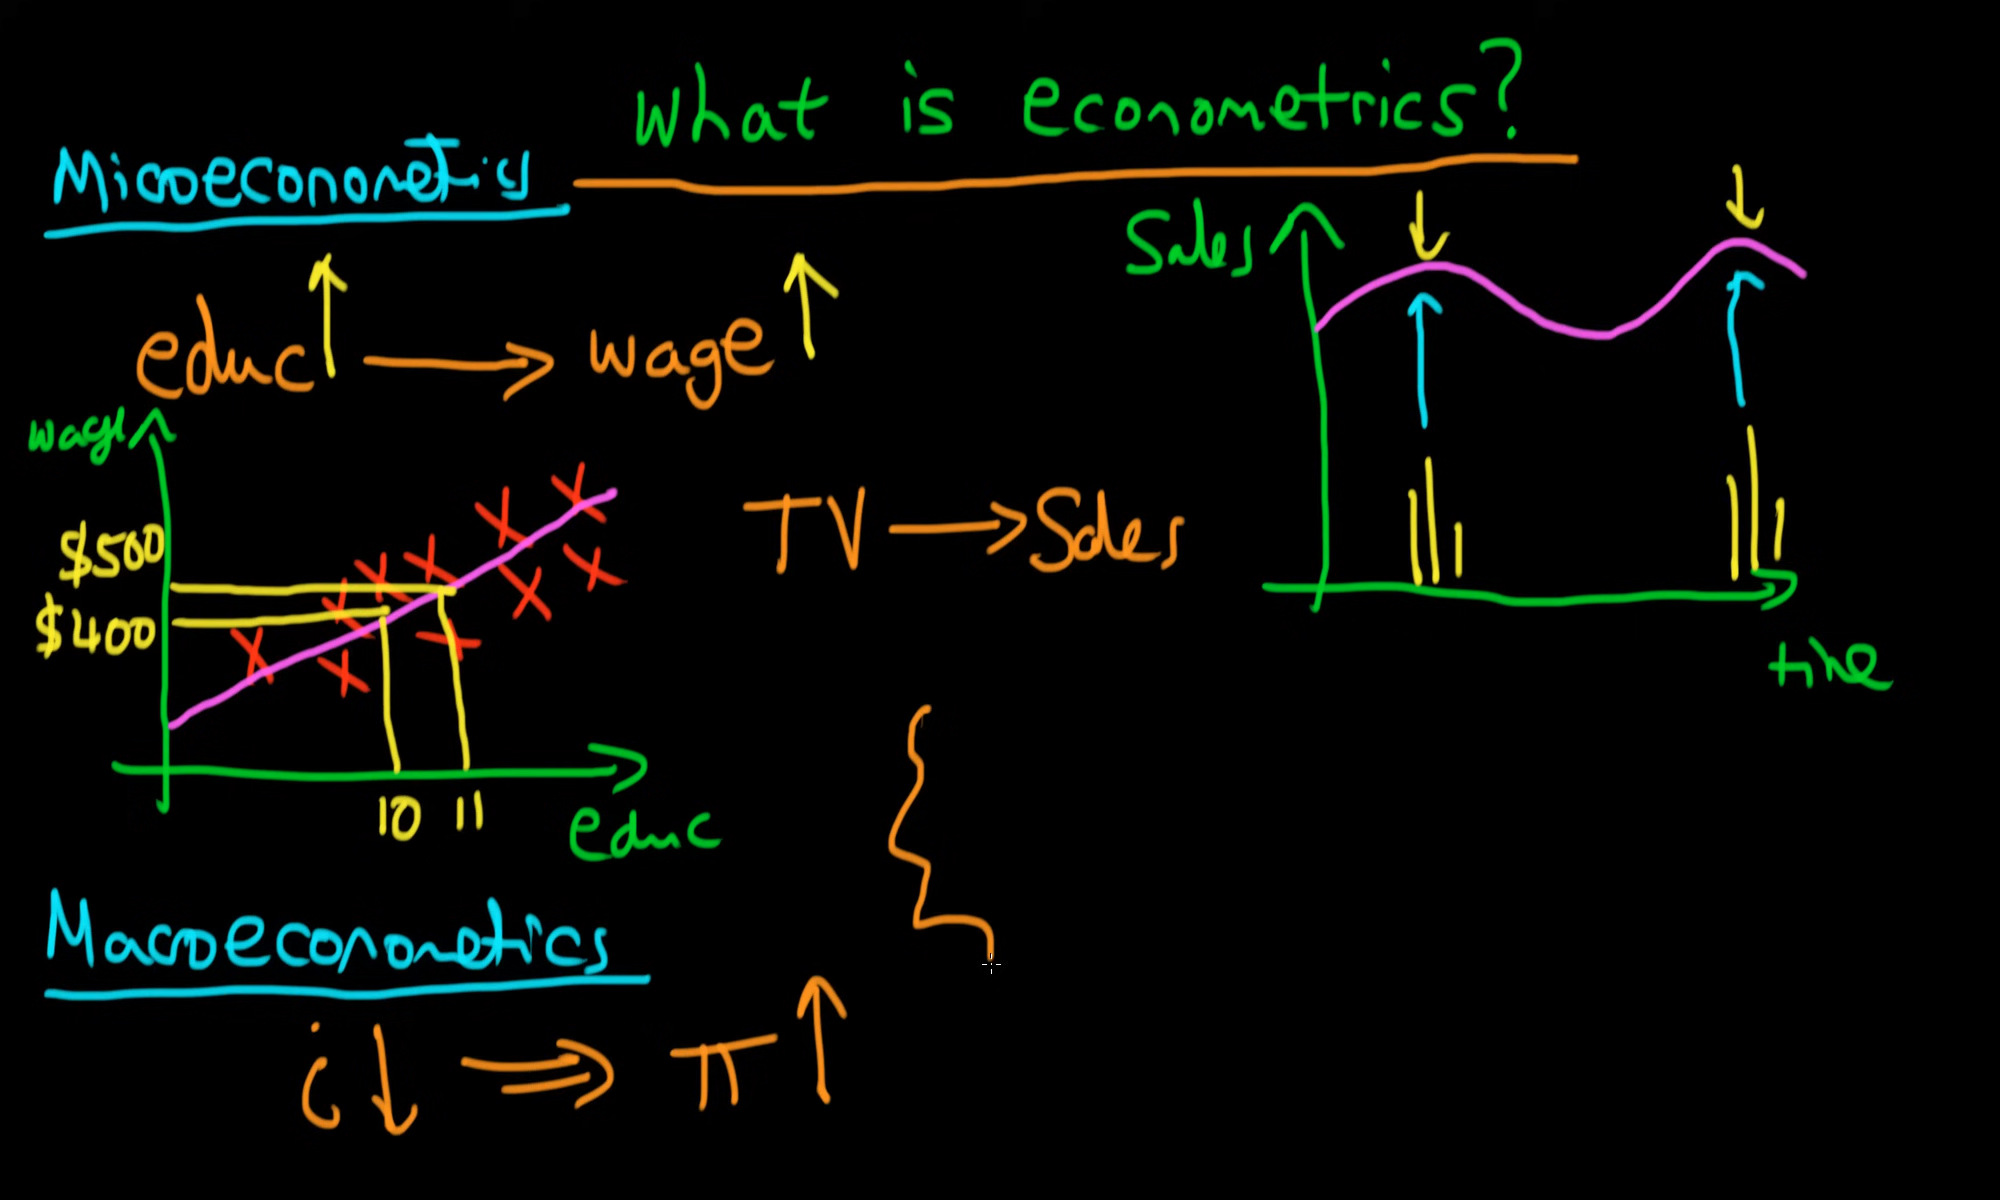 What is econometrics?
Microeconometrics
educ↑ → wage↑
wage
$500
$400
10 11
educ
TV → Sales
Sales
time
Macroeconometrics
i↓ ⇒ π↑